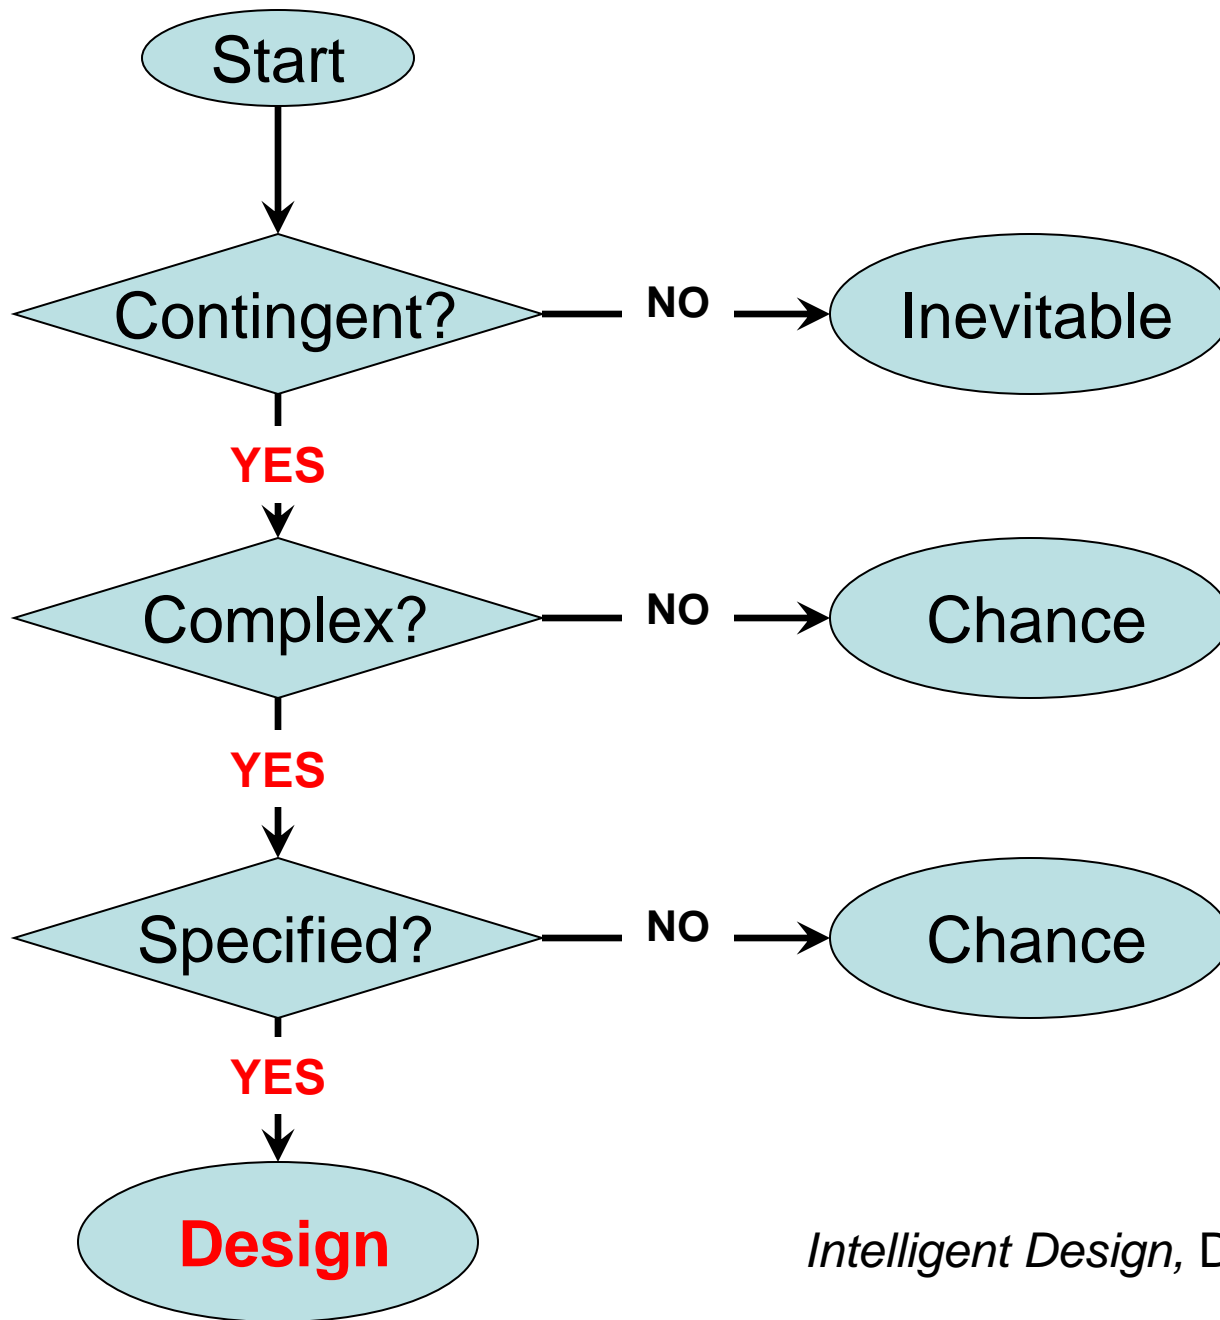 Start
Contingent?
NO
Inevitable
YES
Complex?
NO
Chance
YES
Specified?
NO
Chance
YES
Design
Intelligent Design,